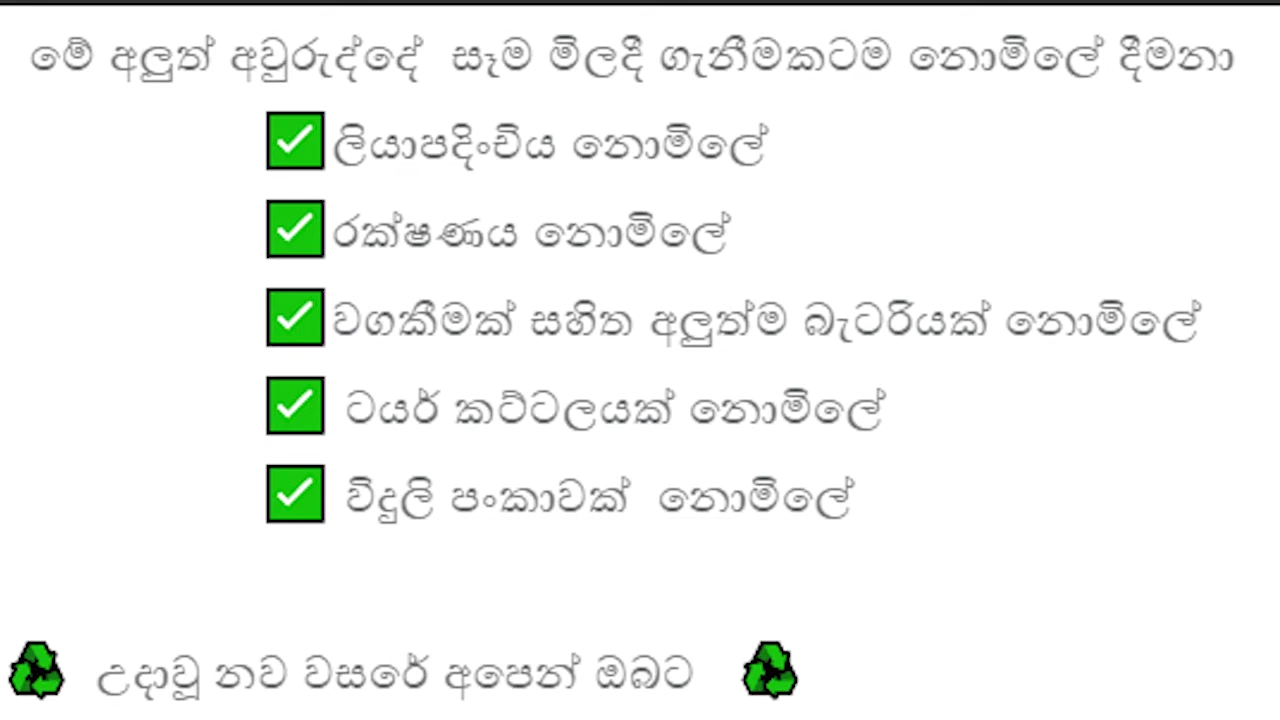 මේ අලුත් අවුරුද්දේ සෑම මිලදී ගැනීමකටම නොමිලේ දීමනා
ලියාපදිංචිය නොමිලේ
රක්ෂණය නොමිලේ
වගකීමක් සහිත අලුත්ම බැටරියක් නොමිලේ
ටයර් කට්ටලයක් නොමිලේ
විදුලි පංකාවක් නොමිලේ
උදාවූ නව වසරේ අපෙන් ඔබට